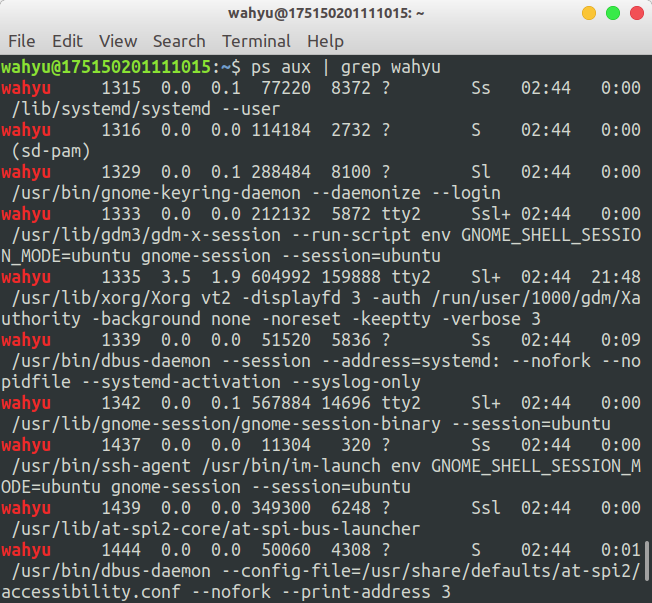 wahyu@175150201111015: ~
File Edit View Search Terminal Help
wahyu@175150201111015:~$ ps aux | grep wahyu
wahyu 1315 0.0 0.1 77220 8372 ? Ss 02:44 0:00
/lib/systemd/systemd --user
wahyu 1316 0.0 0.0 114184 2732 ? S 02:44 0:00
(sd-pam)
wahyu 1329 0.0 0.1 288484 8100 ? Sl 02:44 0:00
/usr/bin/gnome-keyring-daemon --daemonize --login
wahyu 1333 0.0 0.0 212132 5872 tty2 Ssl+ 02:44 0:00
/usr/lib/gdm3/gdm-x-session --run-script env GNOME_SHELL_SESSIO
N_MODE=ubuntu gnome-session --session=ubuntu
wahyu 1335 3.5 1.9 604992 159888 tty2 Sl+ 02:44 21:48
/usr/lib/xorg/Xorg vt2 -displayfd 3 -auth /run/user/1000/gdm/Xa
uthority -background none -noreset -keeptty -verbose 3
wahyu 1339 0.0 0.0 51520 5836 ? Ss 02:44 0:09
/usr/bin/dbus-daemon --session --address=systemd: --nofork --no
pidfile --systemd-activation --syslog-only
wahyu 1342 0.0 0.1 567884 14696 tty2 Sl+ 02:44 0:00
/usr/lib/gnome-session/gnome-session-binary --session=ubuntu
wahyu 1437 0.0 0.0 11304 320 ? Ss 02:44 0:00
/usr/bin/ssh-agent /usr/bin/im-launch env GNOME_SHELL_SESSION_M
ODE=ubuntu gnome-session --session=ubuntu
wahyu 1439 0.0 0.0 349300 6248 ? Ssl 02:44 0:00
/usr/lib/at-spi2-core/at-spi-bus-launcher
wahyu 1444 0.0 0.0 50060 4308 ? S 02:44 0:01
/usr/bin/dbus-daemon --config-file=/usr/share/defaults/at-spi2/
accessibility.conf --nofork --print-address 3